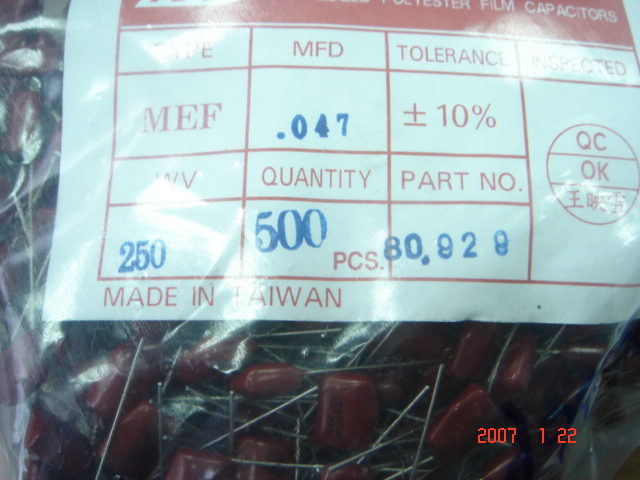 POLYESTER FILM CAPACITORS
TYPE MFD TOLERANCE INSPECTED
MEF .047 ±10%
QC
OK
WV QUANTITY PART NO.
250 500 PCS. 80.929
MADE IN TAIWAN
2007 1 22